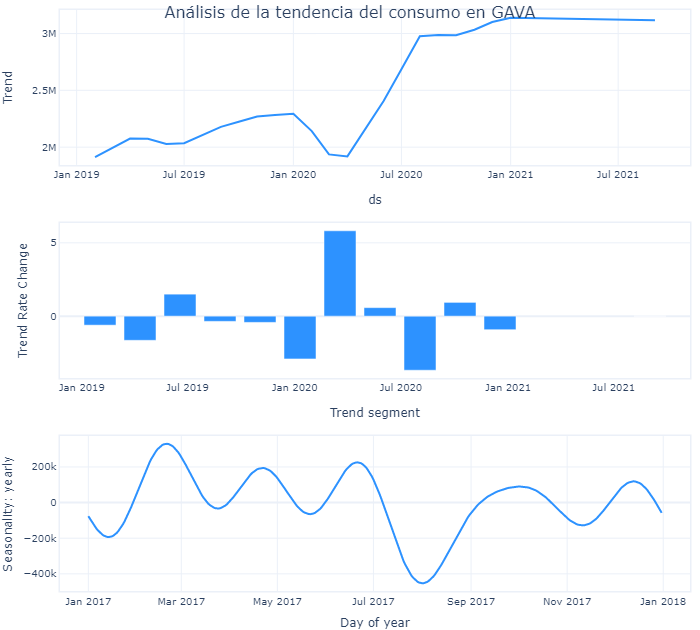 Análisis de la tendencia del consumo en GAVA
Trend
3M
2.5M
2M
Jan 2019
Jul 2019
Jan 2020
Jul 2020
Jan 2021
Jul 2021
ds
Trend Rate Change
5
0
Jan 2019
Jul 2019
Jan 2020
Jul 2020
Jan 2021
Jul 2021
Trend segment
Seasonality: yearly
200k
0
−200k
−400k
Jan 2017
Mar 2017
May 2017
Jul 2017
Sep 2017
Nov 2017
Jan 2018
Day of year